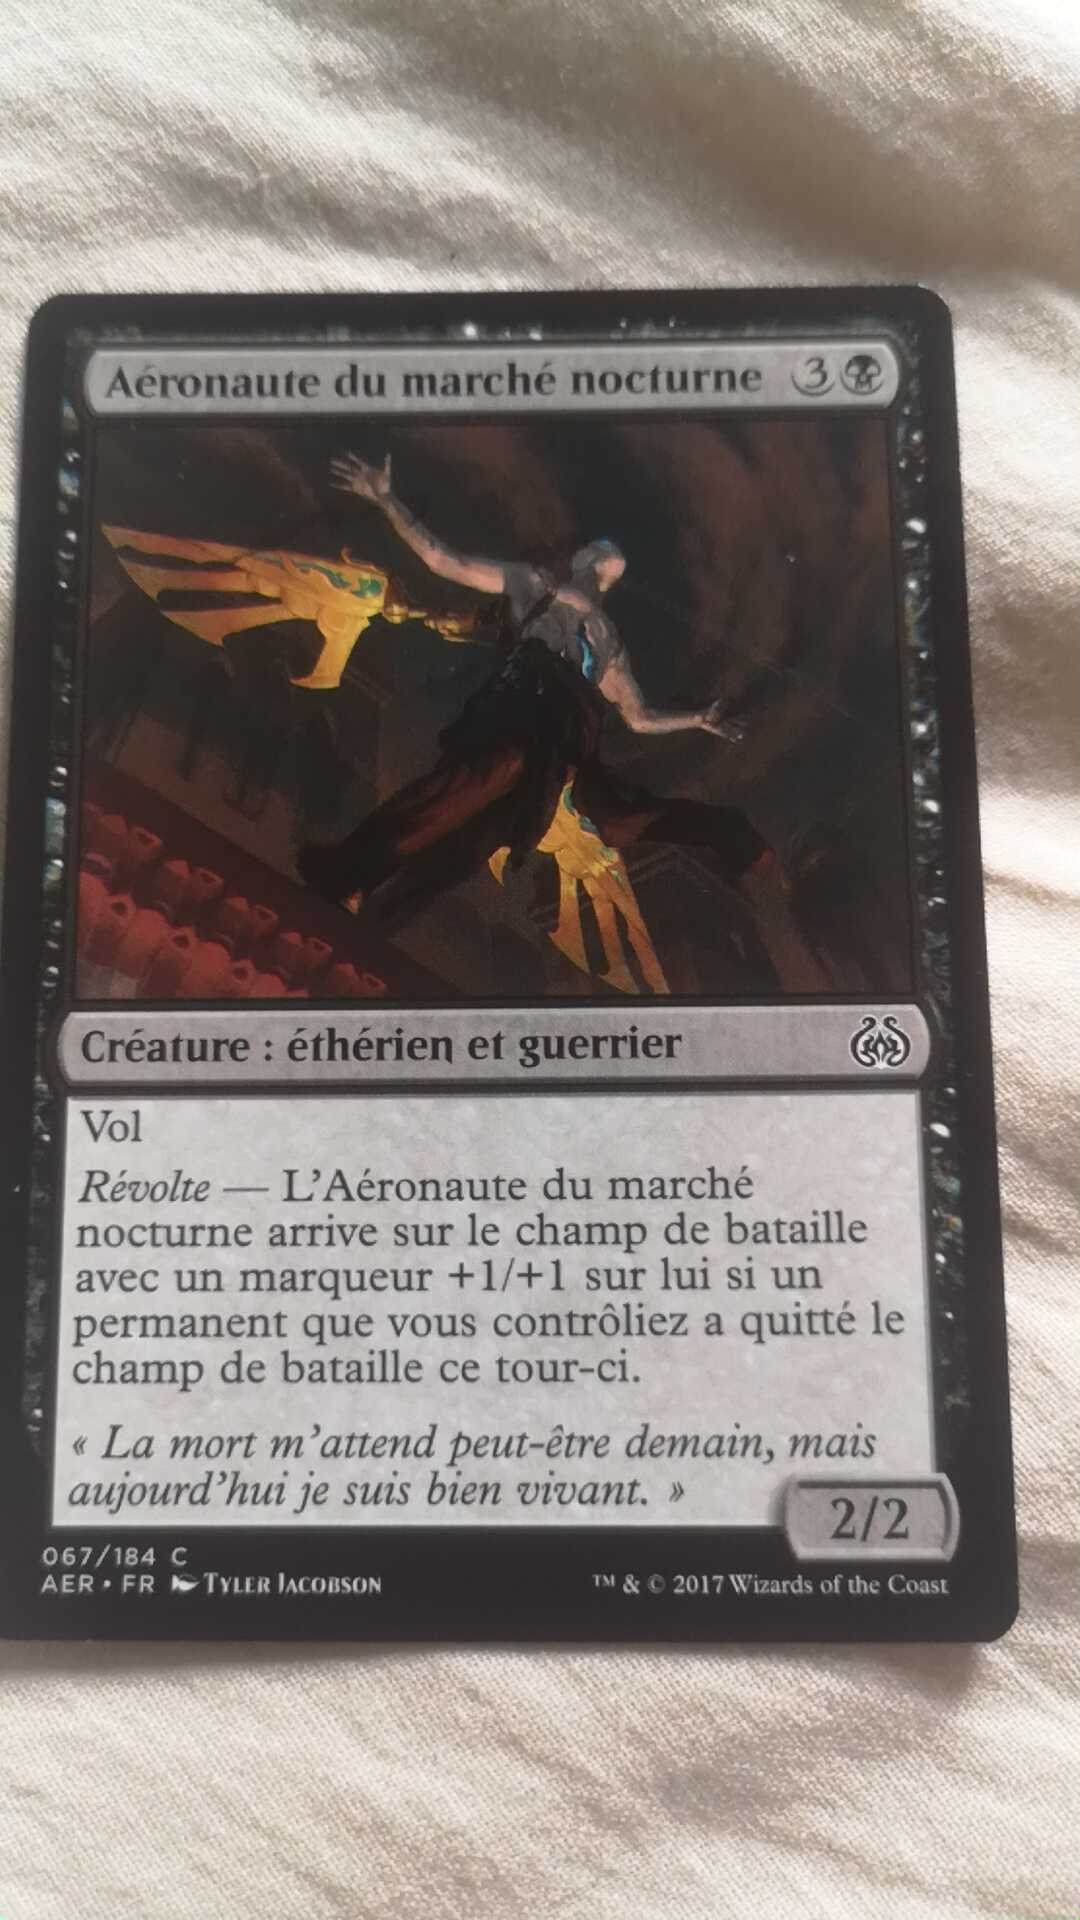 Aéronaute du marché nocturne 3
Créature : éthérien et guerrier
Vol
Révolte — L'Aéronaute du marché
nocturne arrive sur le champ de bataille
avec un marqueur +1/+1 sur lui si un
permanent que vous contrôliez a quitté le
champ de bataille ce tour-ci.
« La mort m'attend peut-être demain, mais
aujourd'hui je suis bien vivant. »
2/2
067/184 C
AER • FR Tyler Jacobson
™ & © 2017 Wizards of the Coast